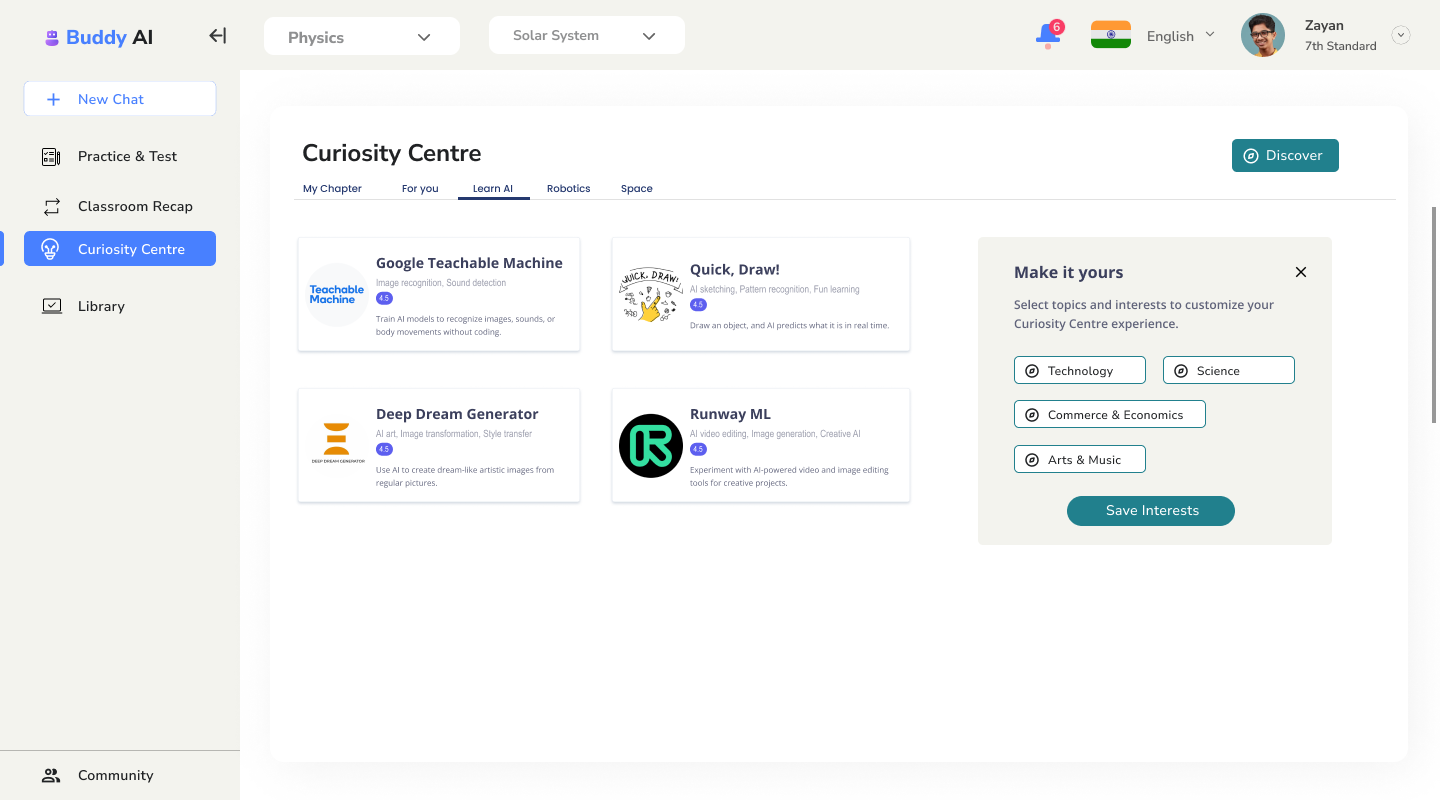 Buddy AI
Physics
Solar System
6
English
Zayan
7th Standard
New Chat
Practice & Test
Classroom Recap
Curiosity Centre
Library
Community
Curiosity Centre
Discover
My Chapter
For you
Learn AI
Robotics
Space
Teachable
Machine
Google Teachable Machine
Image recognition, Sound detection
4.5
Train AI models to recognize images, sounds, or
body movements without coding.
QUICK, DRAW!
Quick, Draw!
AI sketching, Pattern recognition. Fun learning
4.5
Draw an object, and AI predicts what it is in real time.
DEEP DREAM GENERATOR
Deep Dream Generator
AI art, Image transformation, Style transfer
4.5
Use AI to create dream-like artistic images from
regular pictures.
R
Runway ML
AI video editing, Image generation, Creative AI
4.5
Experiment with AI-powered video and image editing
tools for creative projects.
Make it yours
Select topics and interests to customize your
Curiosity Centre experience.
Technology
Science
Commerce & Economics
Arts & Music
Save Interests